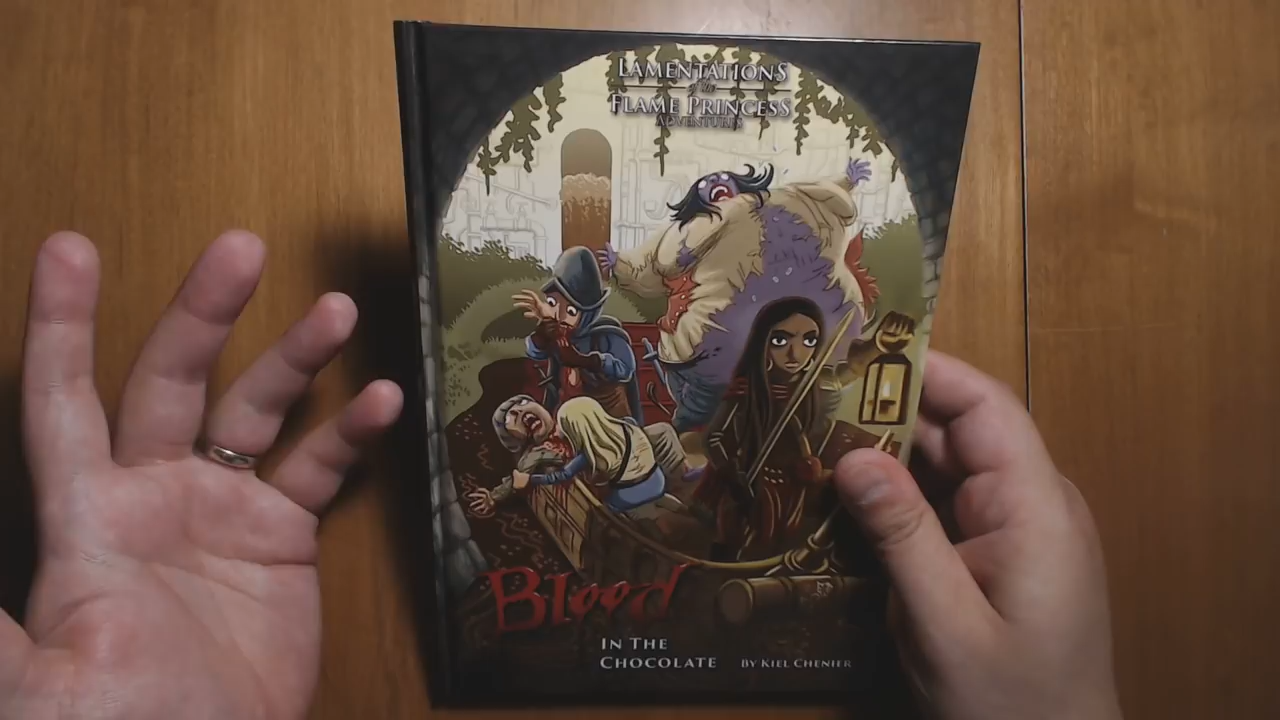 LAMENTATIONS
of the
FLAME PRINCESS
ADVENTURES
Blood
IN THE
CHOCOLATE
BY KIEL CHENIER